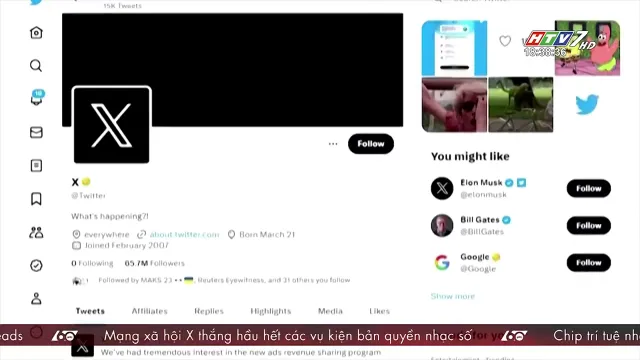 15K Tweets
HTV7 HD
18:38:36
18
Follow
X
@Twitter
What's happening?!
everywhere about.twitter.com Born March 21
Joined February 2007
0 Following 65.7M Followers
Followed by MAKS 23, Reuters Eyewitness, and 31 others you follow
Tweets Affiliates Replies Highlights Media Likes
You might like
Elon Musk
@elonmusk
Follow
Bill Gates
@BillGates
Follow
Google
@Google
Follow
Show more
eads 60 Mạng xã hội X thắng hầu hết các vụ kiện bản quyền nhạc số 60 Chip trí tuệ nh
We've had tremendous interest in the new ads revenue sharing program